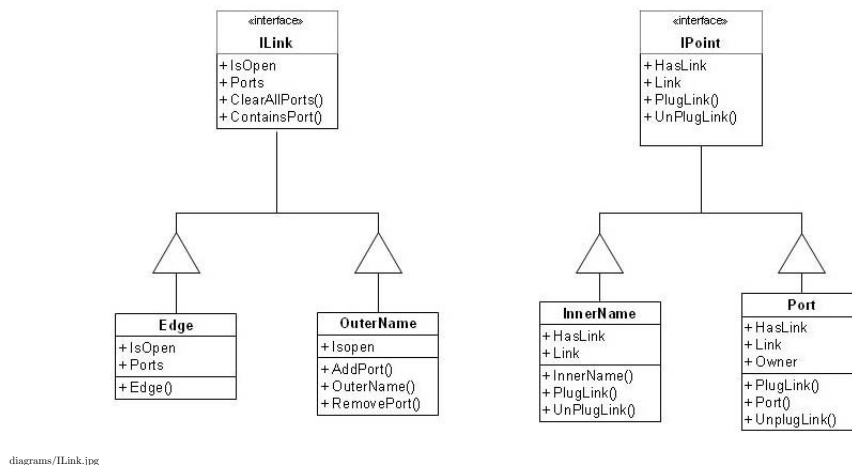 «interface»
ILink
+ IsOpen
+ Ports
+ ClearAllPorts()
+ ContainsPort()
«interface»
IPoint
+ HasLink
+ Link
+ PlugLink()
+ UnPlugLink()
Edge
+ IsOpen
+ Ports
+ Edge()
OuterName
+ Isopen
+ AddPort()
+ OuterName()
+ RemovePort()
InnerName
+ HasLink
+ Link
+ InnerName()
+ PlugLink()
+ UnPlugLink()
Port
+ HasLink
+ Link
+ Owner
+ PlugLink()
+ Port()
+ UnplugLink()
diagrams/ILink.jpg